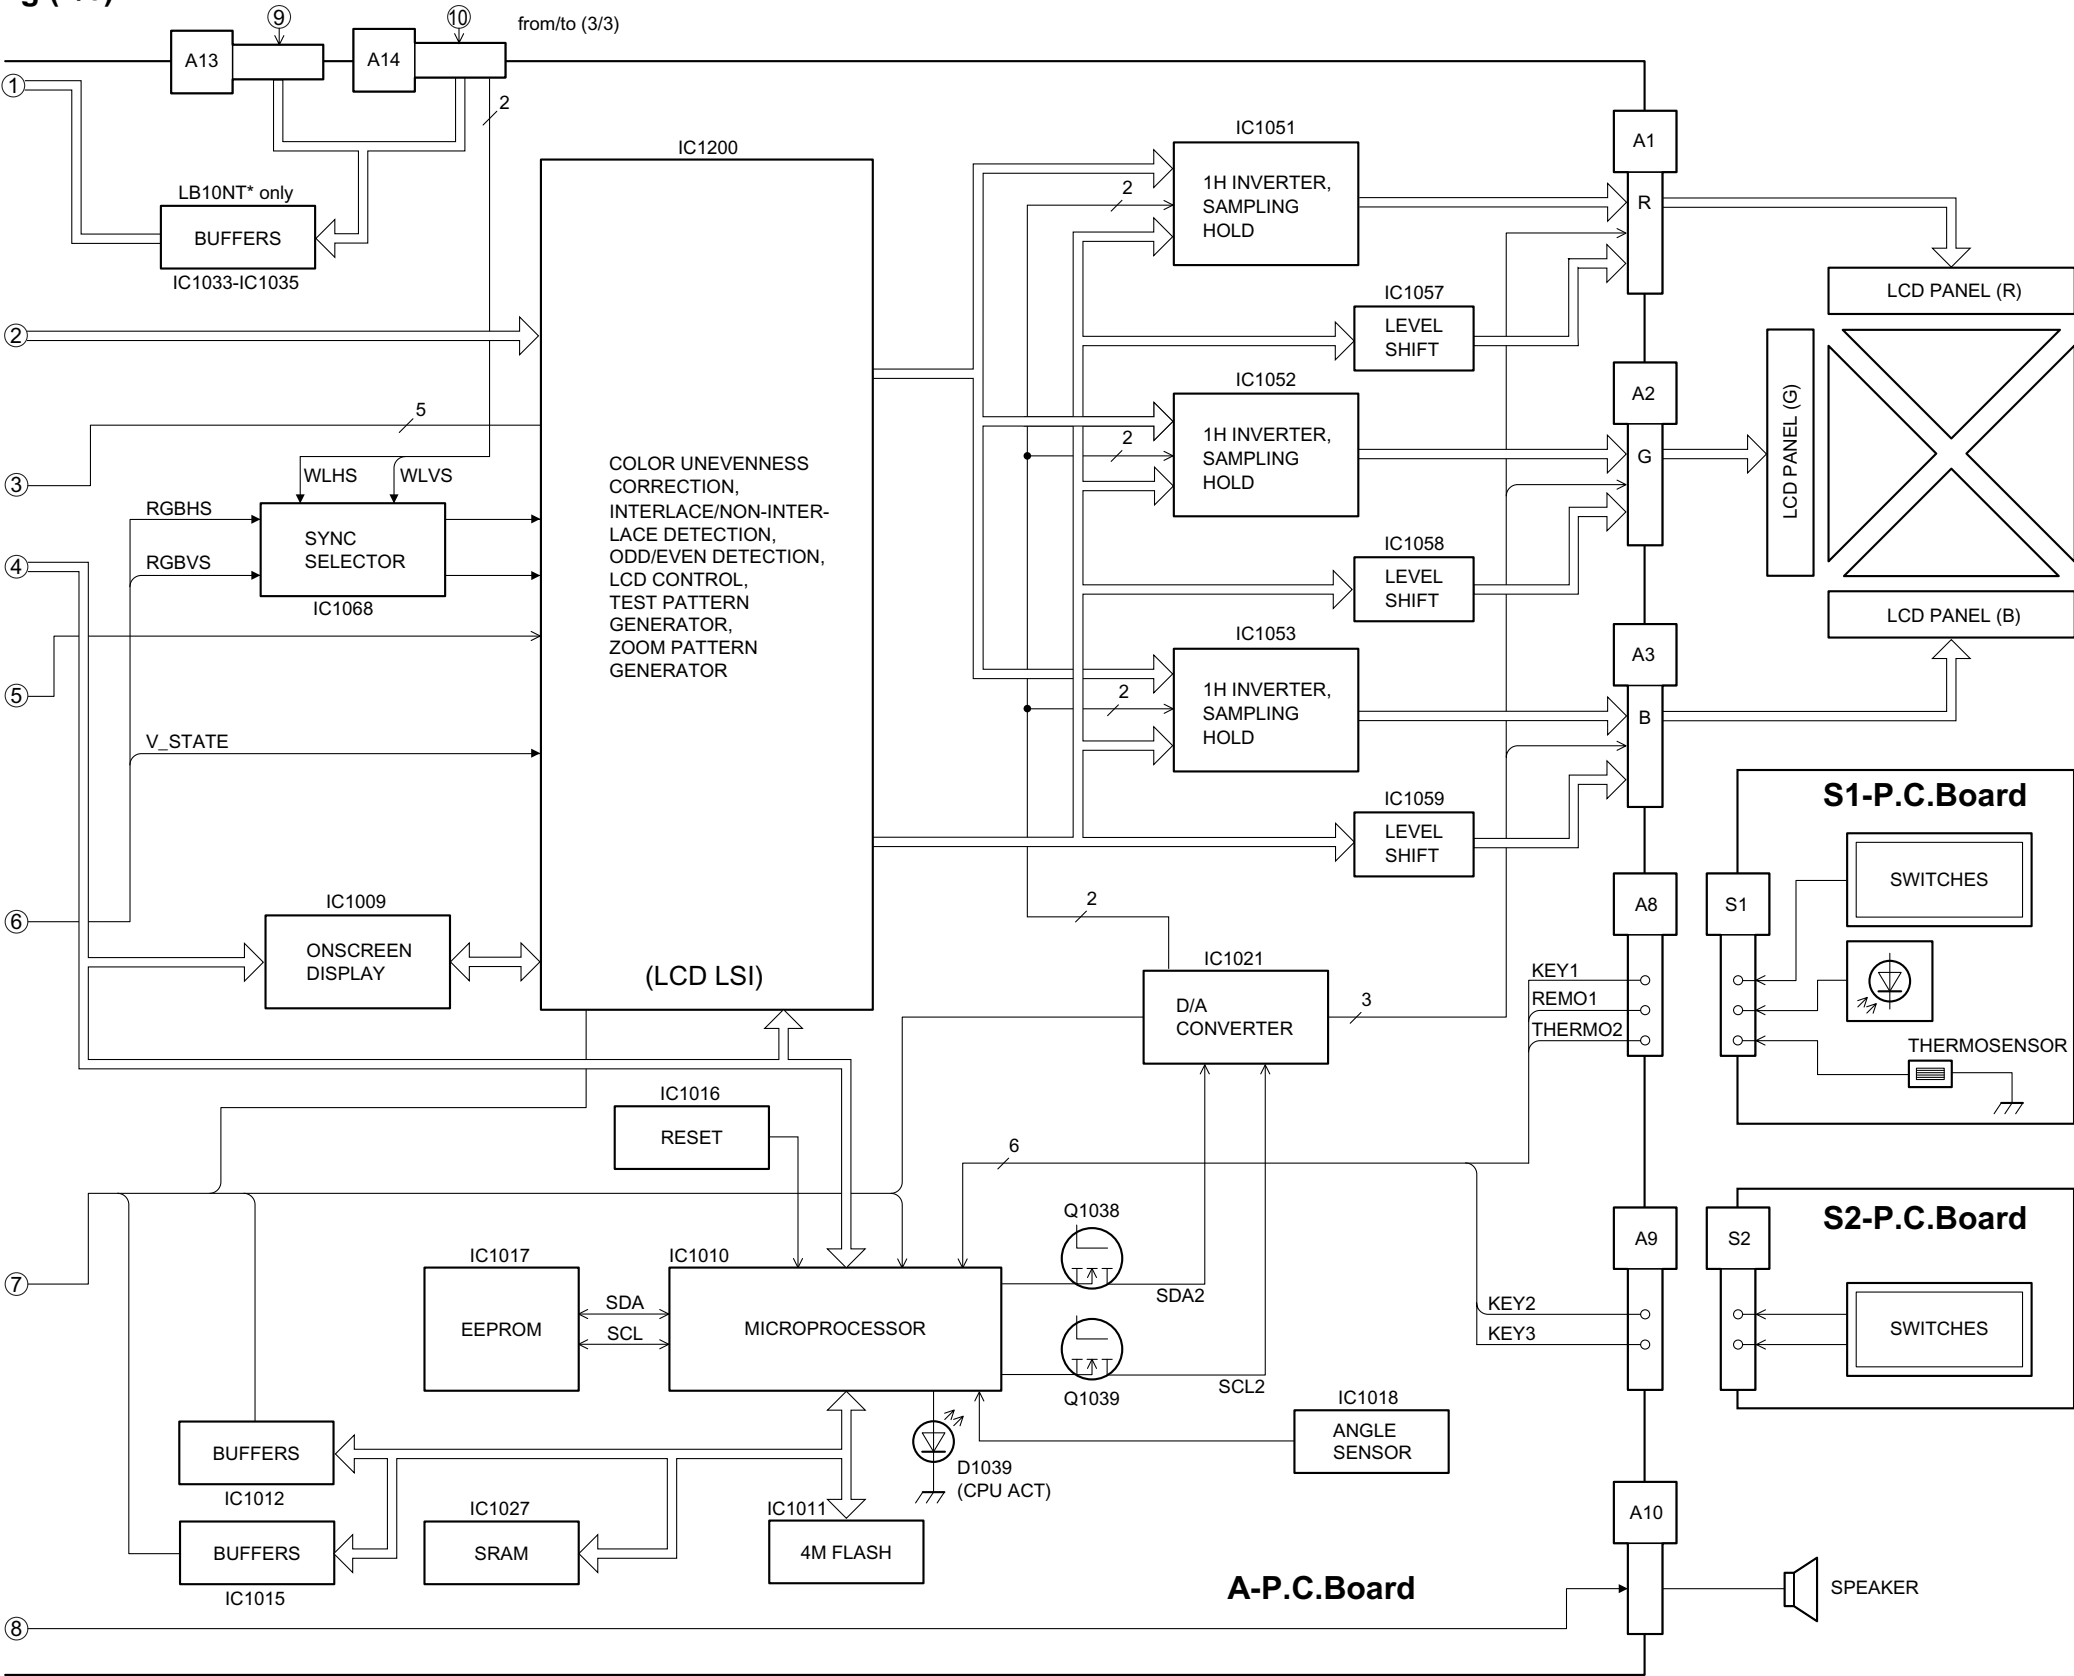 9
10
from/to (3/3)
A13
A14
1
2
IC1051
A1
IC1200
LB10NT* only
1H INVERTER,
SAMPLING
HOLD
2
R
BUFFERS
IC1033-IC1035
IC1057
LCD PANEL (R)
LEVEL
SHIFT
2
IC1052
A2
LCD PANEL (G)
5
1H INVERTER,
SAMPLING
HOLD
2
G
COLOR UNEVENNESS
CORRECTION,
INTERLACE/NON-INTER-
LACE DETECTION,
ODD/EVEN DETECTION,
LCD CONTROL,
TEST PATTERN
GENERATOR,
ZOOM PATTERN
GENERATOR
WLHS
WLVS
3
RGBHS
SYNC
SELECTOR
RGBVS
IC1068
4
IC1058
LEVEL
SHIFT
LCD PANEL (B)
IC1053
A3
5
1H INVERTER,
SAMPLING
HOLD
2
B
V_STATE
S1-P.C.Board
IC1059
LEVEL
SHIFT
SWITCHES
6
IC1009
2
A8
S1
ONSCREEN
DISPLAY
(LCD LSI)
IC1021
D/A
CONVERTER
3
KEY1
REMO1
THERMO2
THERMOSENSOR
IC1016
RESET
6
Q1038
S2-P.C.Board
A9
S2
IC1017
IC1010
7
SDA2
SDA
SCL
EEPROM
MICROPROCESSOR
KEY2
KEY3
SWITCHES
SCL2
Q1039
IC1018
ANGLE
SENSOR
BUFFERS
IC1012
D1039
(CPU ACT)
IC1027
IC1011
A10
BUFFERS
SRAM
4M FLASH
IC1015
A-P.C.Board
SPEAKER
8